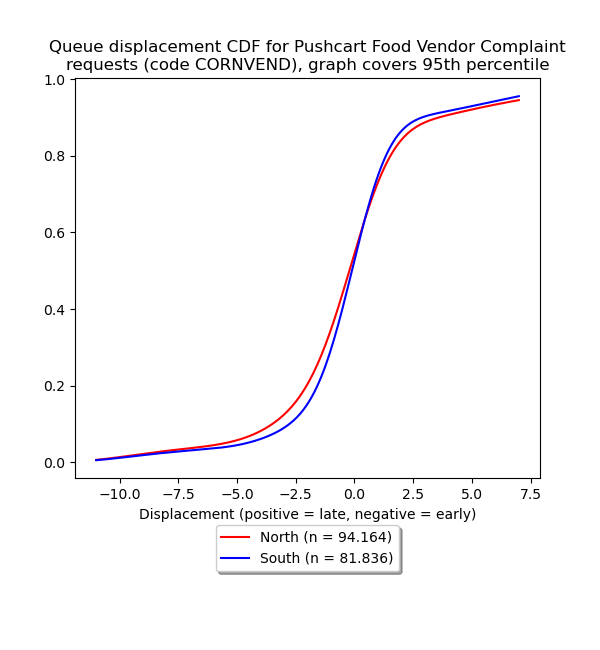 Queue displacement CDF for Pushcart Food Vendor Complaint
requests (code CORNVEND), graph covers 95th percentile
1.0
0.8
0.6
0.4
0.2
0.0
−10.0 −7.5 −5.0 −2.5 0.0 2.5 5.0 7.5
Displacement (positive = late, negative = early)
North (n = 94.164)
South (n = 81.836)